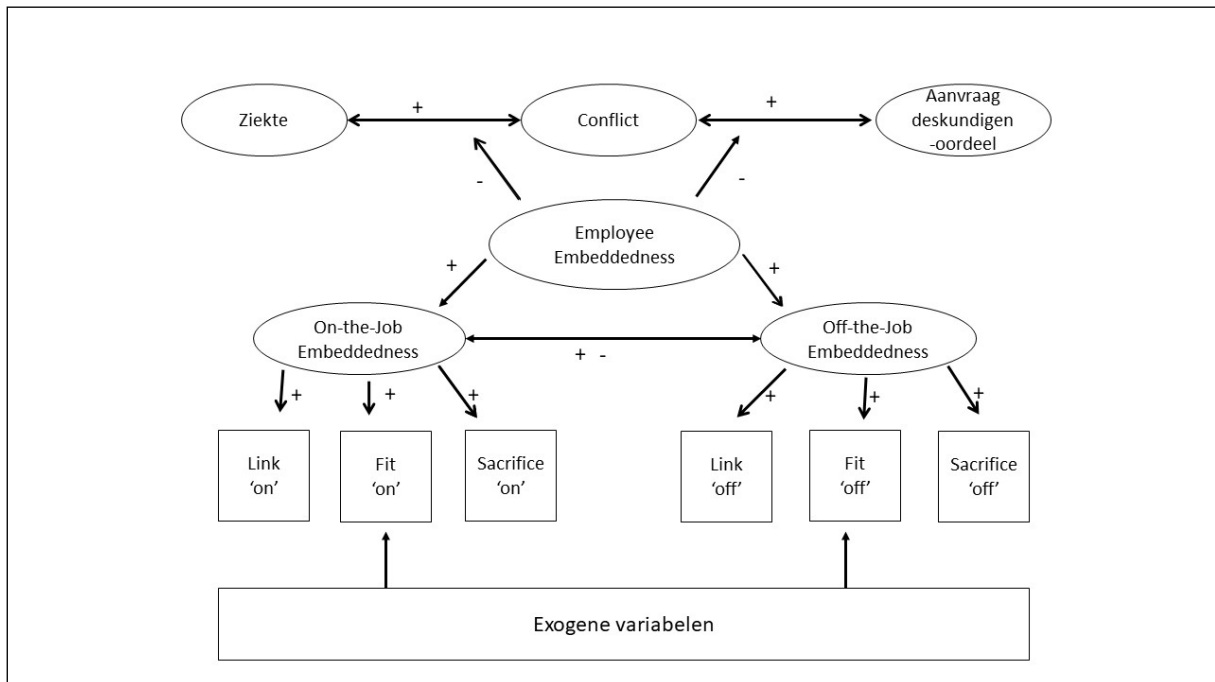 +
+
Ziekte
Conflict
Aanvraag
deskundigen
-oordeel
-
-
Employee
Embeddedness
+
+
On-the-Job
Embeddedness
Off-the-Job
Embeddedness
+ -
+
+
+
+
+
+
Link
‘on’
Fit
‘on’
Sacrifice
‘on’
Link
‘off’
Fit
‘off’
Sacrifice
‘off’
Exogene variabelen